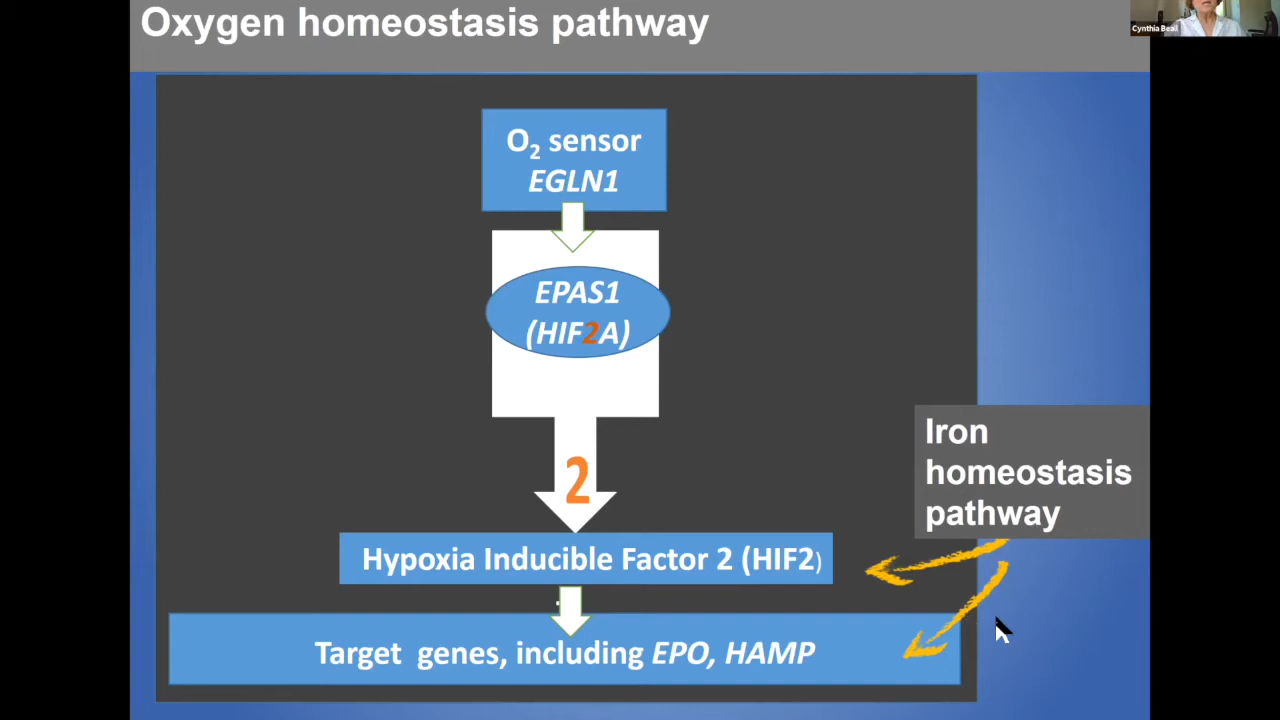 Oxygen homeostasis pathway
Cynthia Beall
O2 sensor
EGLN1
EPAS1
(HIF2A)
2
Iron
homeostasis
pathway
Hypoxia Inducible Factor 2 (HIF2)
Target genes, including EPO, HAMP